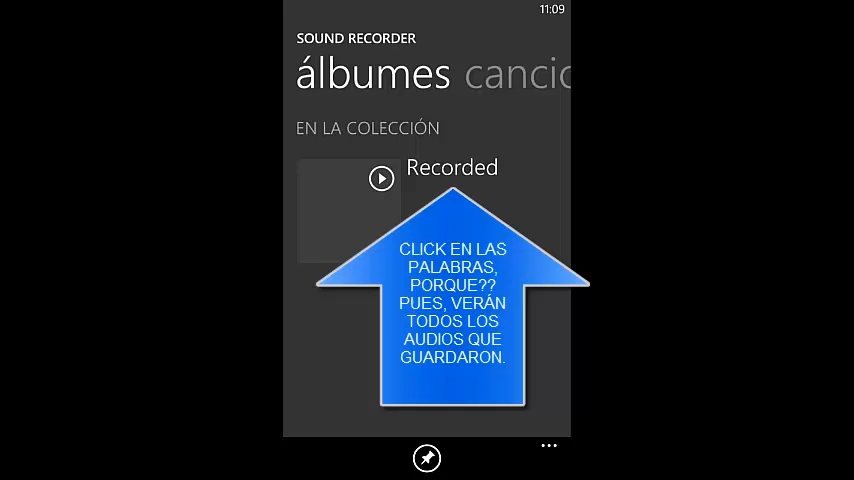 11:09
SOUND RECORDER
álbumes cancio
EN LA COLECCIÓN
Recorded
CLICK EN LAS
PALABRAS,
PORQUE??
PUES, VERÁN
TODOS LOS
AUDIOS QUE
GUARDARON.